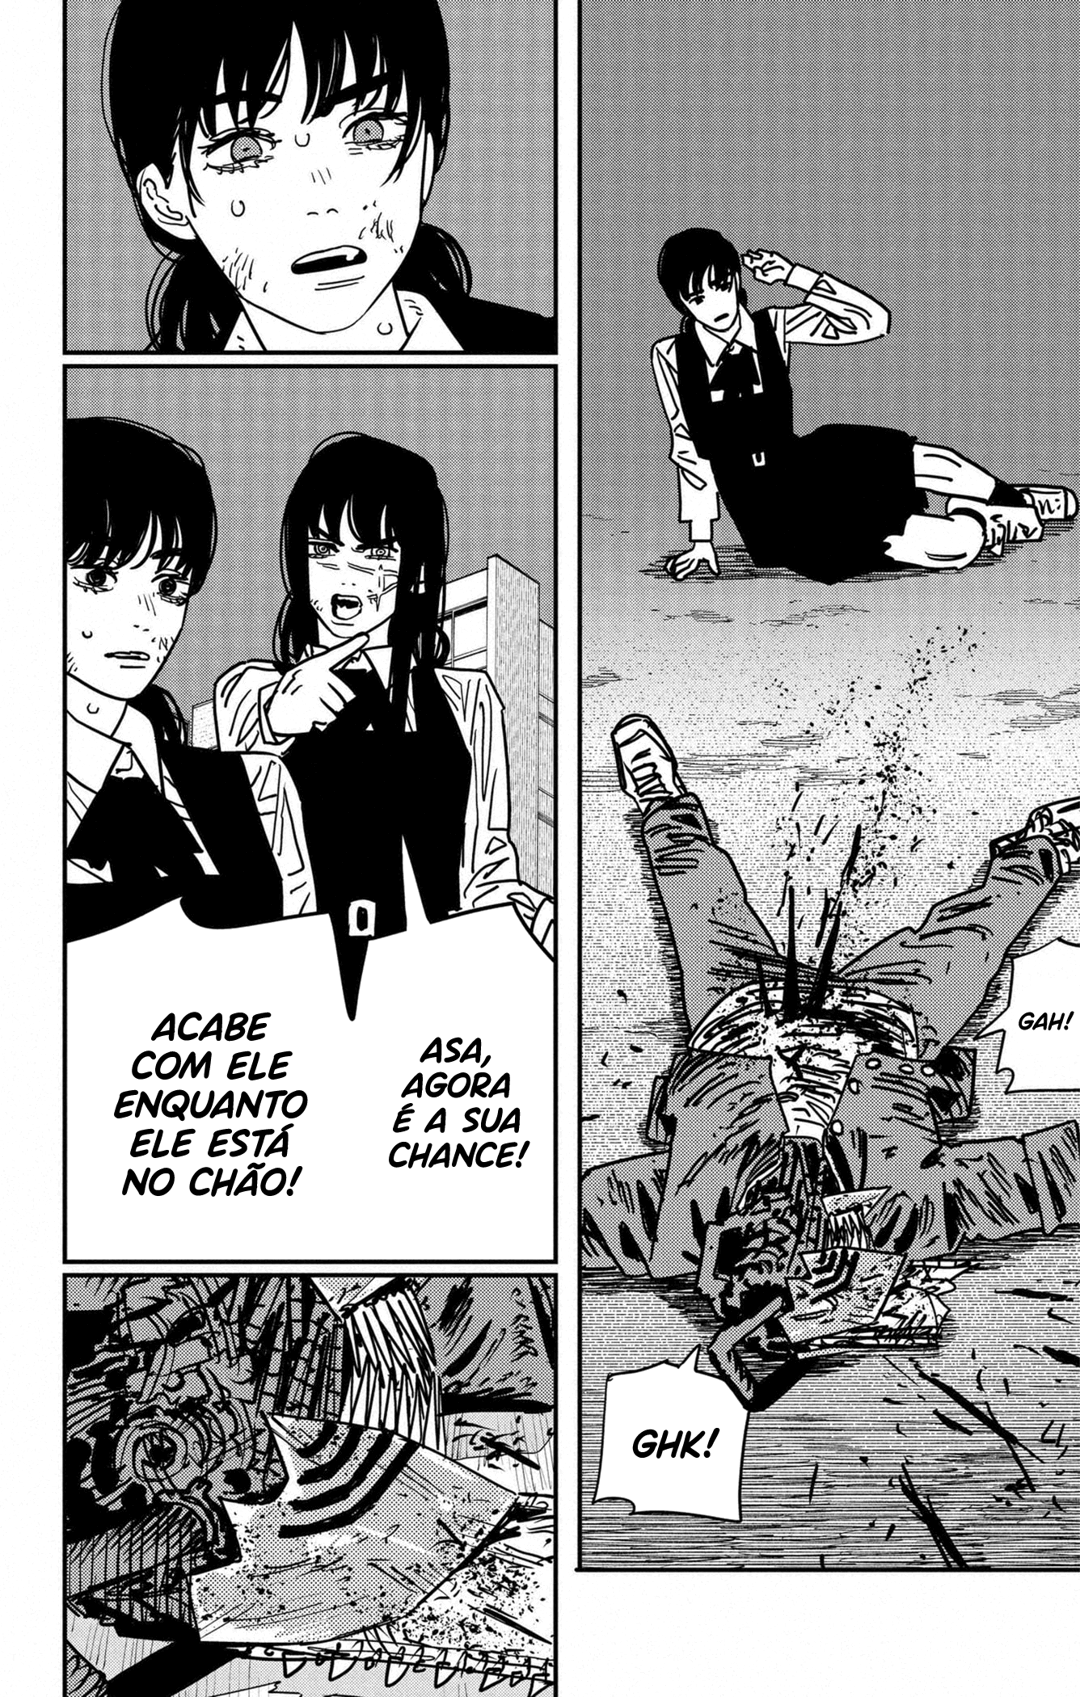 GAH!
GHK!
ASA,
AGORA
É A SUA
CHANCE!
ACABE
COM ELE
ENQUANTO
ELE ESTÁ
NO CHÃO!